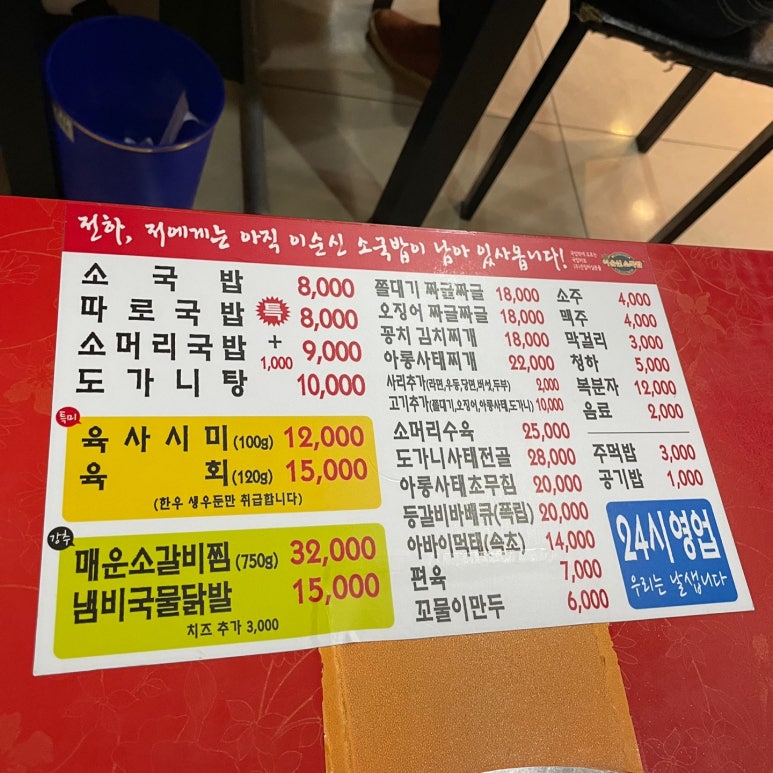 전하, 저에게는 아직 이순신 소국밥이 남아 있사옵니다!
소국밥 8,000
따로국밥 8,000
소머리국밥 9,000
도가니탕 10,000
특 + 1,000
특미
육사시미(100g) 12,000
육회(120g) 15,000
(한우 생우둔만 취급합니다)
강추
매운소갈비찜(750g) 32,000
냄비국물닭발 15,000
치즈 추가 3,000
쫄대기 짜글짜글 18,000
오징어 짜글짜글 18,000
꽁치 김치찌개 18,000
아롱사태찌개 22,000
사리추가(라면,우동,당면,버섯,두부) 2,000
고기추가(쫄대기,오징어,아롱사태,도가니) 10,000
소머리수육 25,000
도가니사태전골 28,000
아롱사태초무침 20,000
등갈비바베큐(폭립) 20,000
아바이먹태(속초) 14,000
편육 7,000
꼬물이만두 6,000
소주 4,000
맥주 4,000
막걸리 3,000
청하 5,000
복분자 12,000
음료 2,000
주먹밥 3,000
공기밥 1,000
24시영업
우리는 날샙니다